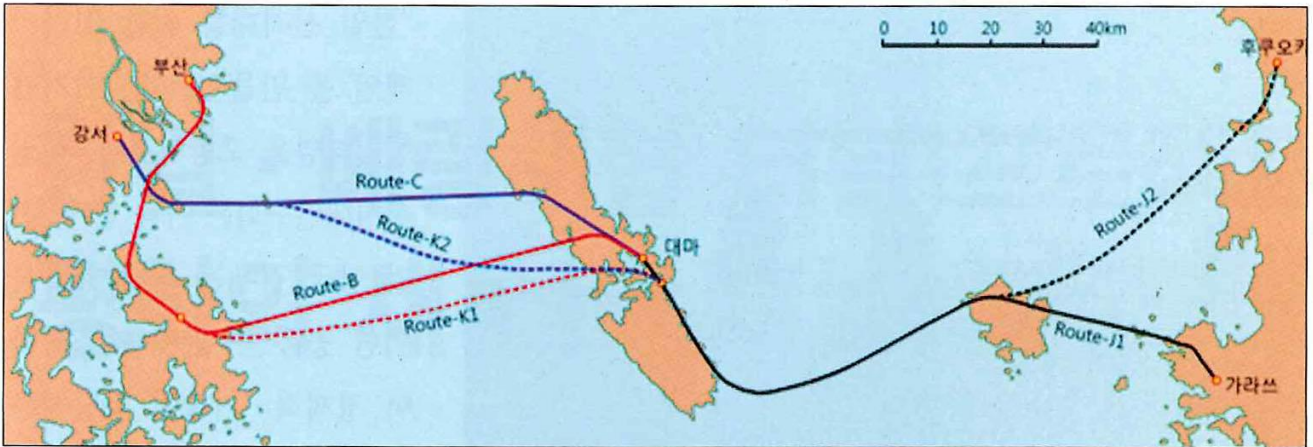 0 10 20 30 40km
후쿠오카
부산
강서
Route-C
Route-K2
대마
Route-J2
Route-B
Route-K1
Route-J1
가라쓰